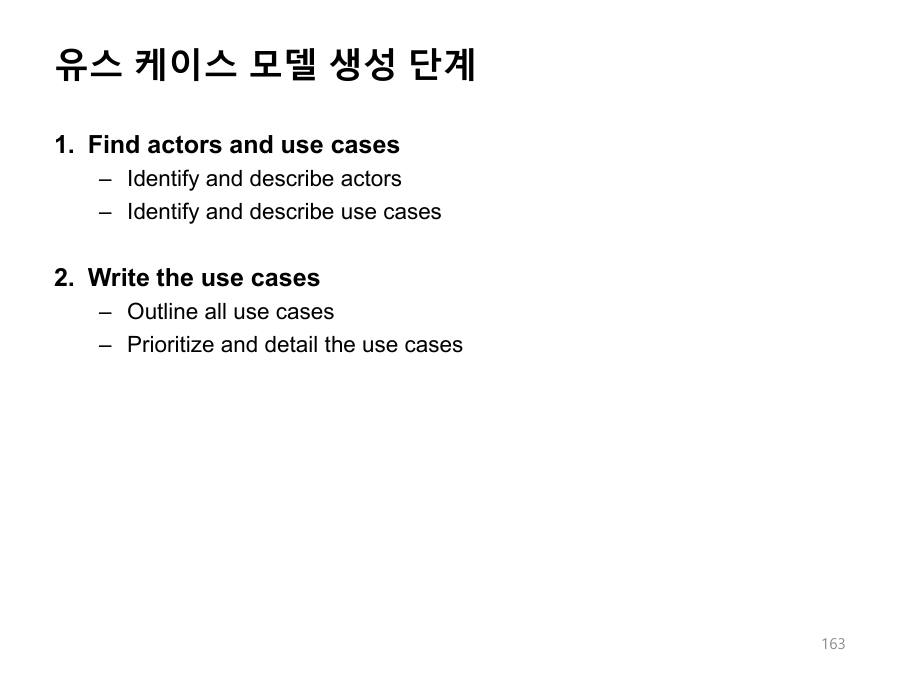 유스 케이스 모델 생성 단계
1. Find actors and use cases
– Identify and describe actors
– Identify and describe use cases
2. Write the use cases
– Outline all use cases
– Prioritize and detail the use cases
163